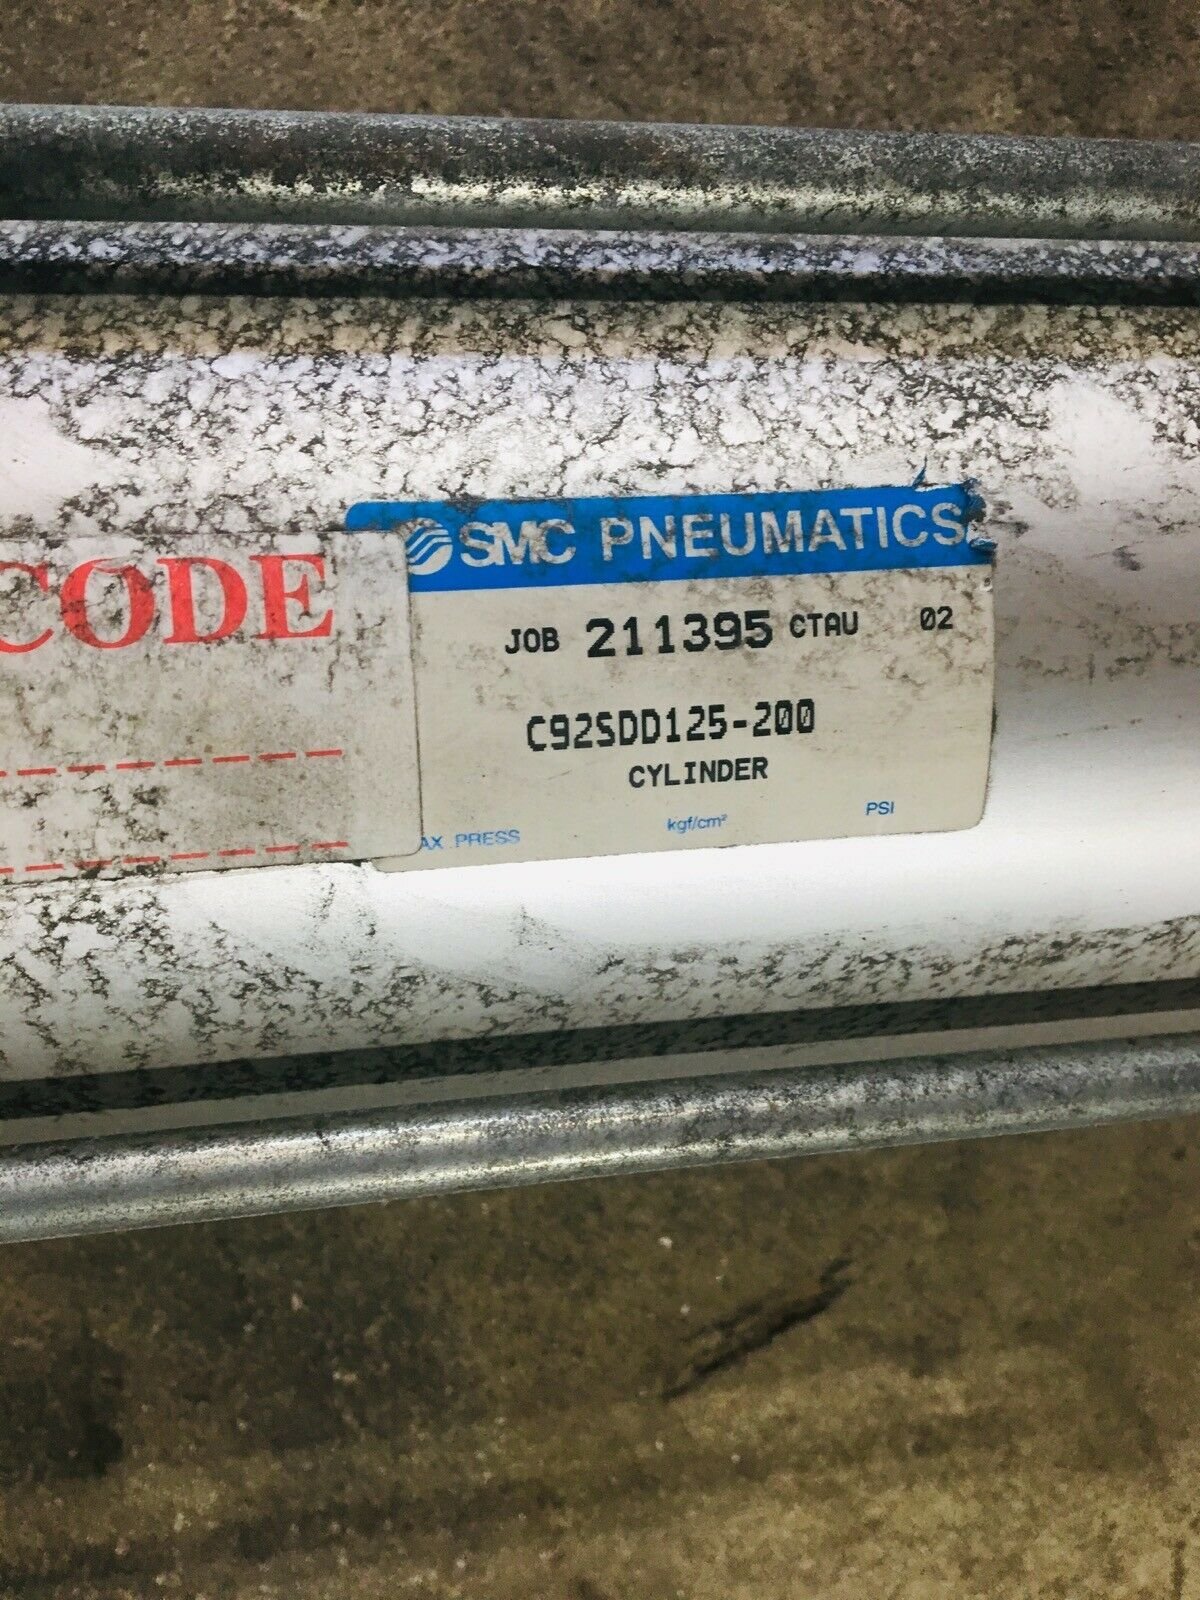 CODE
SMC PNEUMATICS
JOB 211395 CTAU 02
C92SDD125-200
CYLINDER
AX. PRESS kgf/cm² PSI